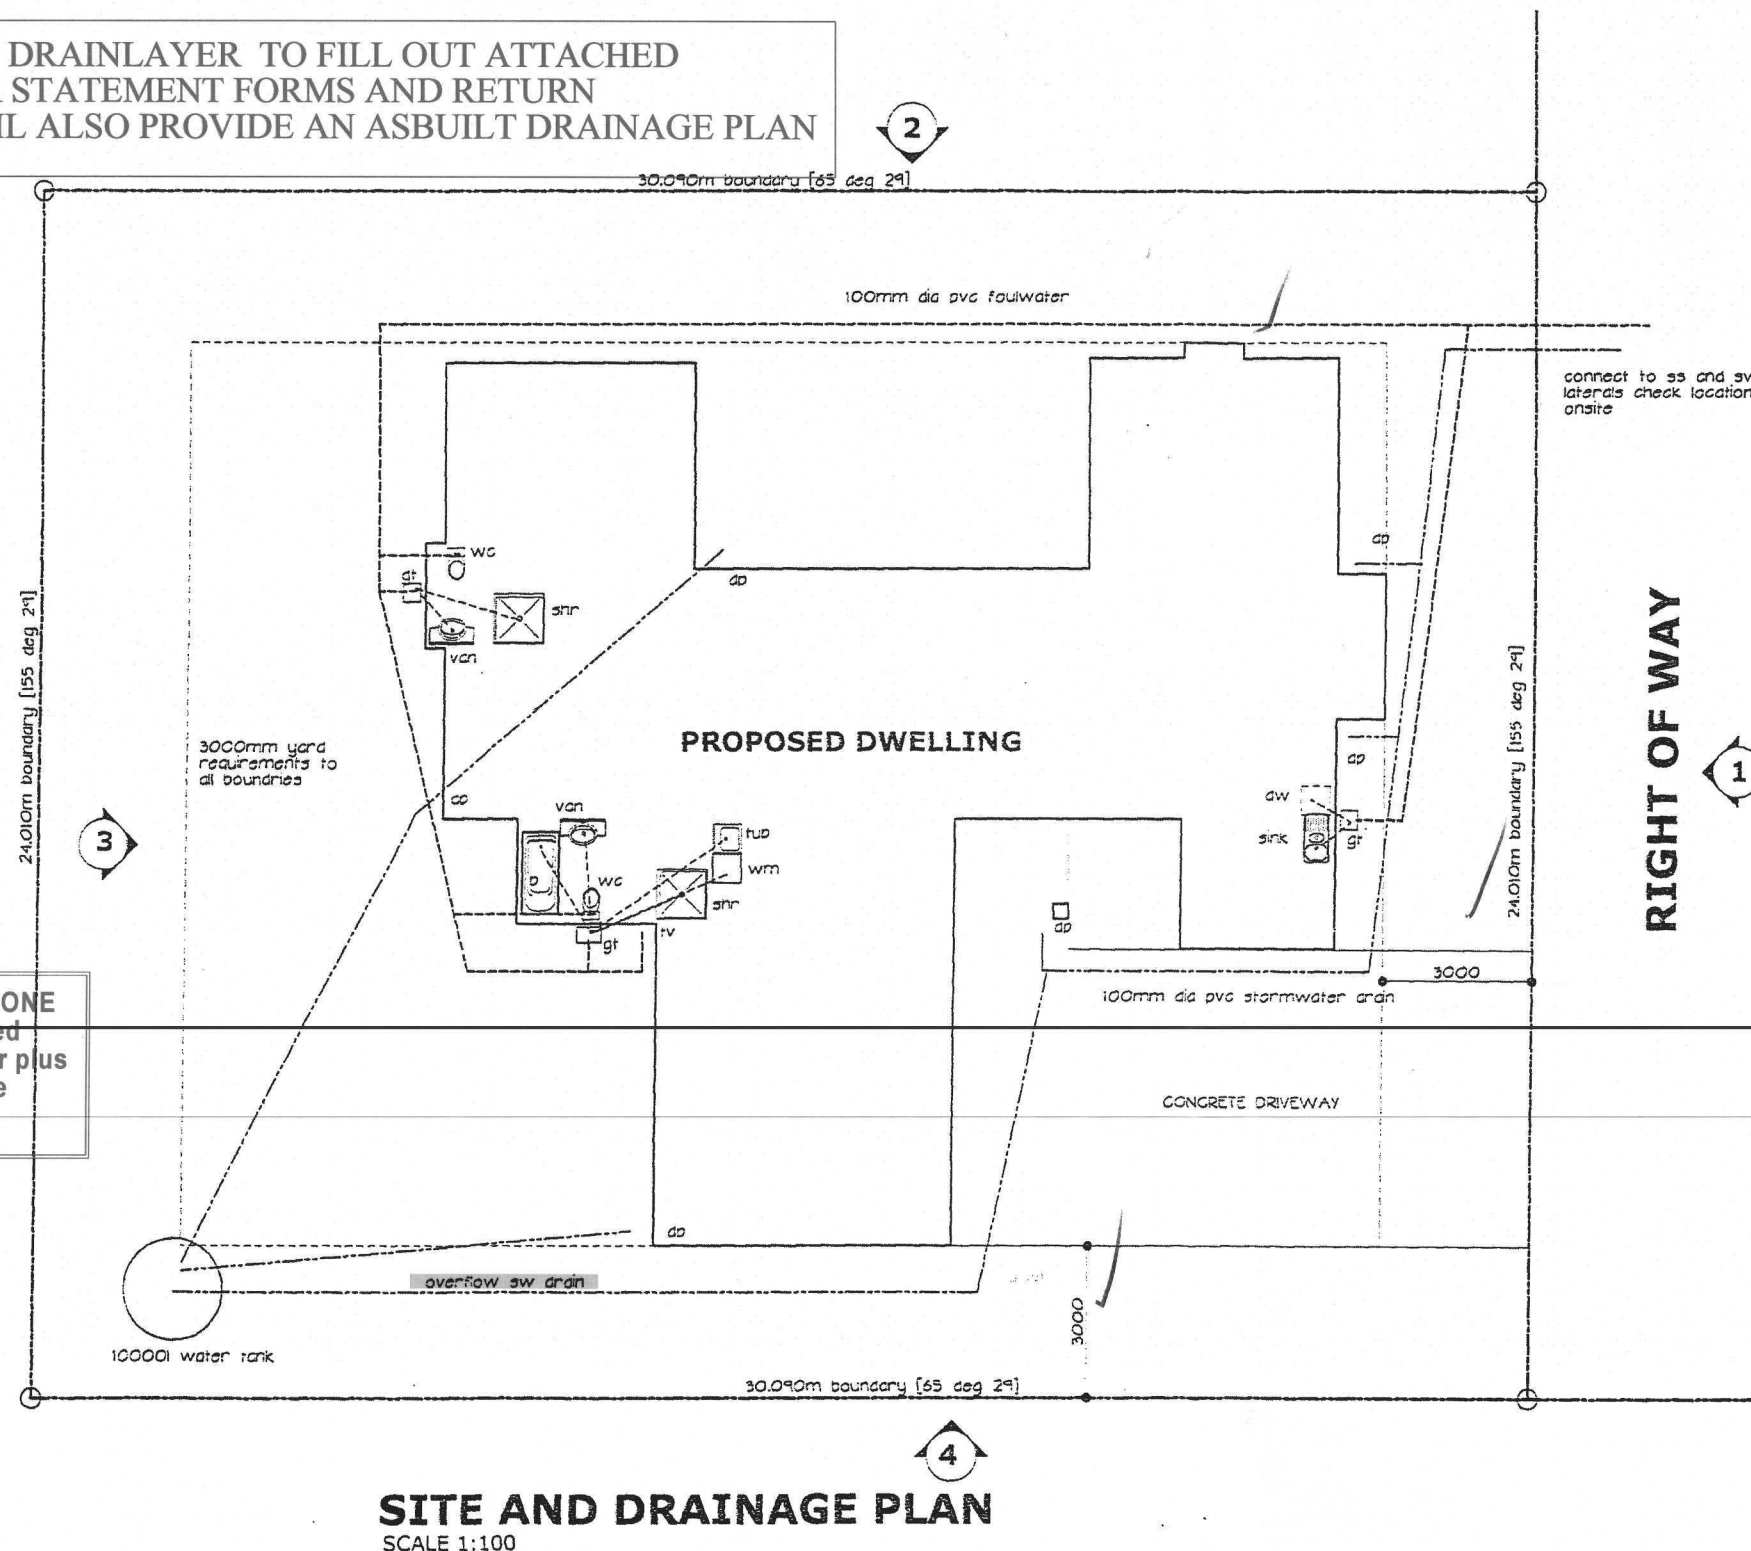 DRAINLAYER TO FILL OUT ATTACHED
STATEMENT FORMS AND RETURN
ALSO PROVIDE AN ASBUILT DRAINAGE PLAN
2
30.090m boundary [65 deg 29]
100mm dia pvc foulwater
connect to ss and sw
laterals check location
onsite
wc
gt
shr
van
dp
dp
24.010m boundary [155 deg 29]
24.010m boundary [155 deg 29]
RIGHT OF WAY
1
PROPOSED DWELLING
3000mm yard
requirements to
all boundries
3
dp
dp
van
tub
wm
wc
b
shr
tv
gt
dw
sink
gt
dp
3000
100mm dia pvc stormwater dran
ONE
plus
CONCRETE DRIVEWAY
dp
overflow sw drain
3000
10000l water tank
30.090m boundary [65 deg 29]
4
SITE AND DRAINAGE PLAN
SCALE 1:100